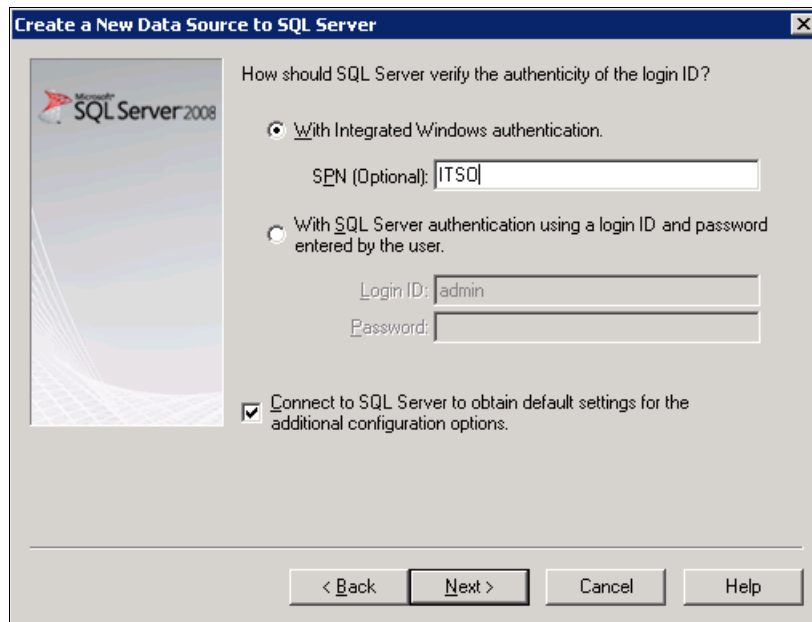 Create a New Data Source to SQL Server
Microsoft
SQL Server 2008
How should SQL Server verify the authenticity of the login ID?
With Integrated Windows authentication.
SPN (Optional): ITSO
With SQL Server authentication using a login ID and password
entered by the user.
Login ID: admin
Password:
Connect to SQL Server to obtain default settings for the
additional configuration options.
< Back Next > Cancel Help